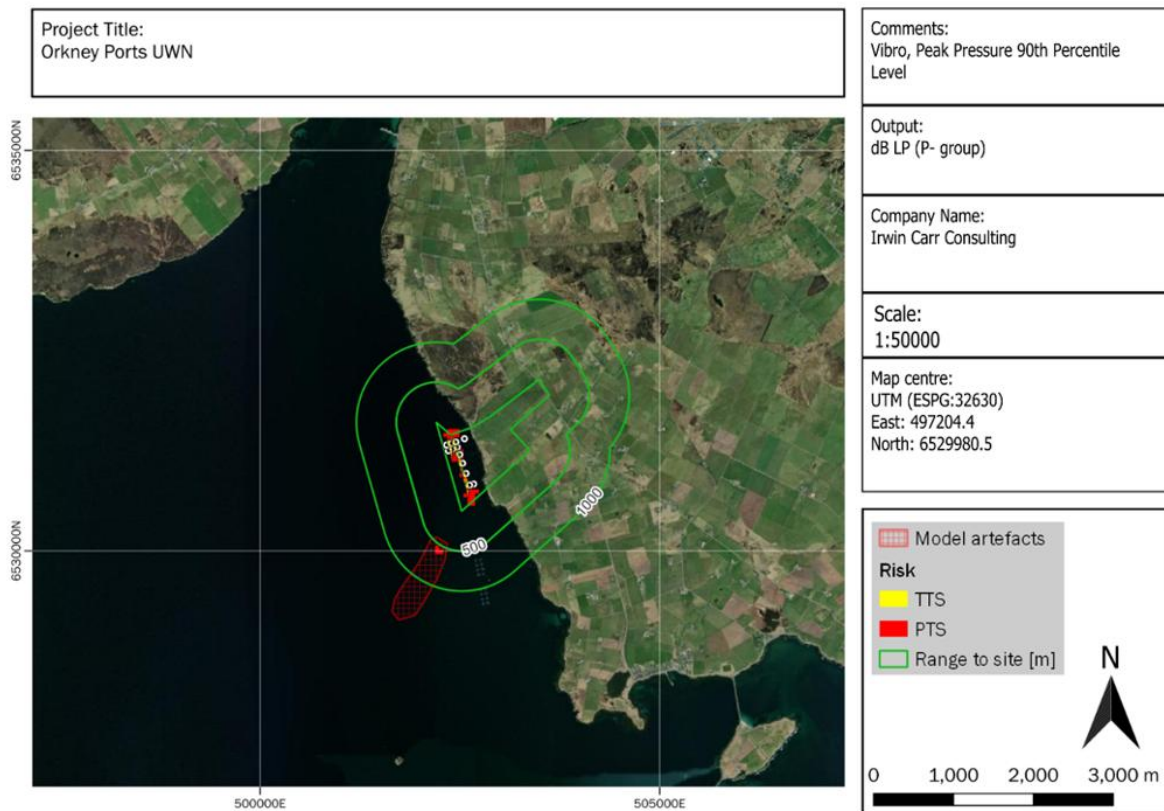 Project Title:
Orkney Ports UWN
Comments:
Vibro, Peak Pressure 90th Percentile
Level
Output:
dB LP (P- group)
Company Name:
Irwin Carr Consulting
Scale:
1:50000
Map centre:
UTM (ESPG:32630)
East: 497204.4
North: 6529980.5
Model artefacts
Risk
TTS
PTS
Range to site [m]
N
0 1,000 2,000 3,000 m
6535000N
6530000N
500000E
505000E
500
1000